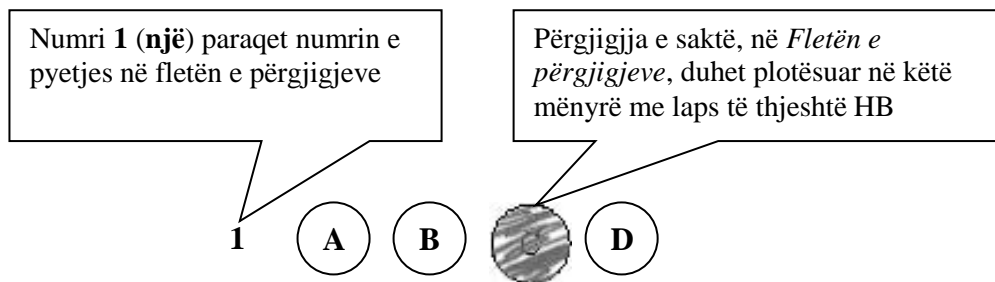 Numri 1 (një) paraqet numrin e
pyetjes në fletën e përgjigjeve
Përgjigjja e saktë, në Fletën e
përgjigjeve, duhet plotësuar në këtë
mënyrë me laps të thjeshtë HB
1 A B D